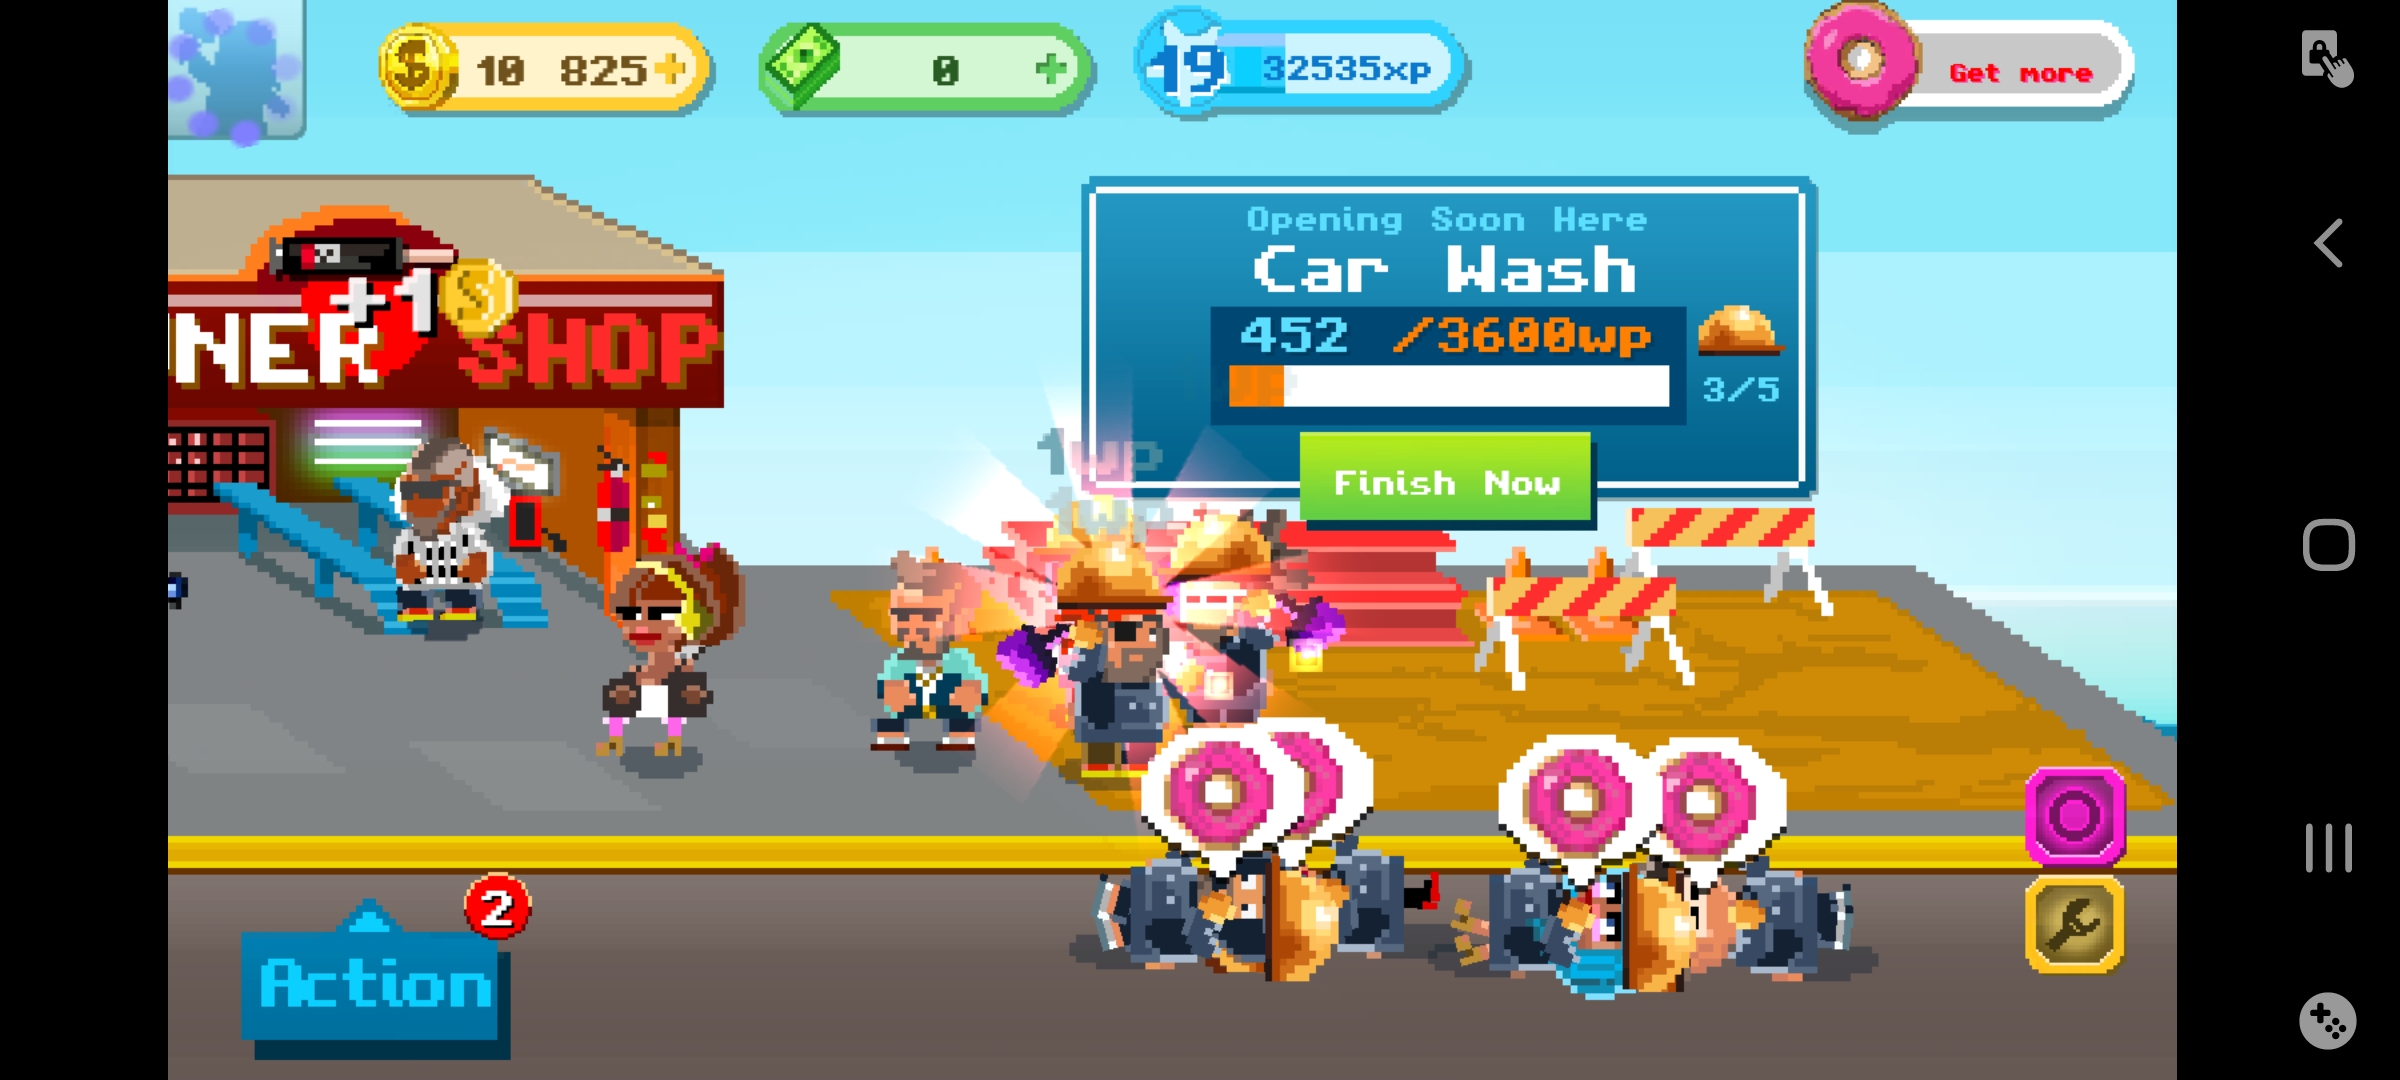 10 825
0
19
32535xp
Get more
Opening Soon Here
Car Wash
452 /3600wp
3/5
Finish Now
+1
NER SHOP
1wp
2
Action